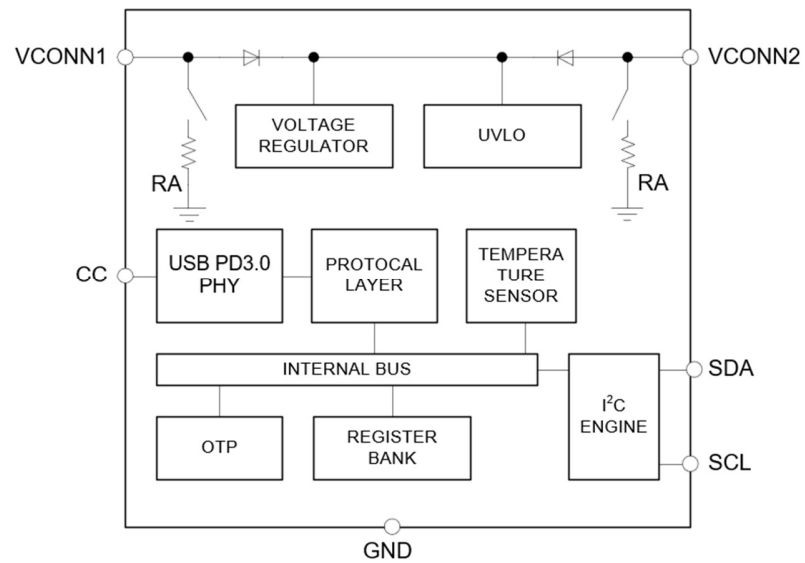 VCONN1
VCONN2
VOLTAGE
REGULATOR
UVLO
RA
RA
CC
USB PD3.0
PHY
PROTOCAL
LAYER
TEMPERA
TURE
SENSOR
INTERNAL BUS
SDA
I²C
ENGINE
OTP
REGISTER
BANK
SCL
GND